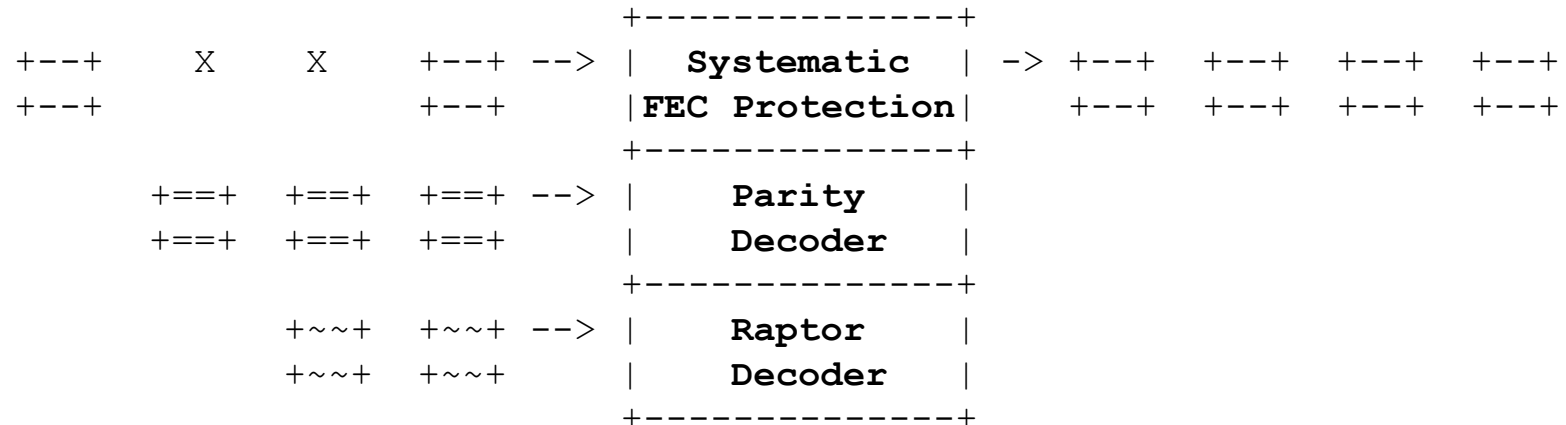 +--------------+
+--+    X    X    +--+ --> |  Systematic  | -> +--+  +--+  +--+  +--+
+--+              +--+     |FEC Protection|    +--+  +--+  +--+  +--+
                                +--------------+
      +==+  +==+  +==+ --> |    Parity    |
      +==+  +==+  +==+     |    Decoder   |
                                +--------------+
            +~~+  +~~+ --> |    Raptor    |
            +~~+  +~~+     |    Decoder   |
                                +--------------+